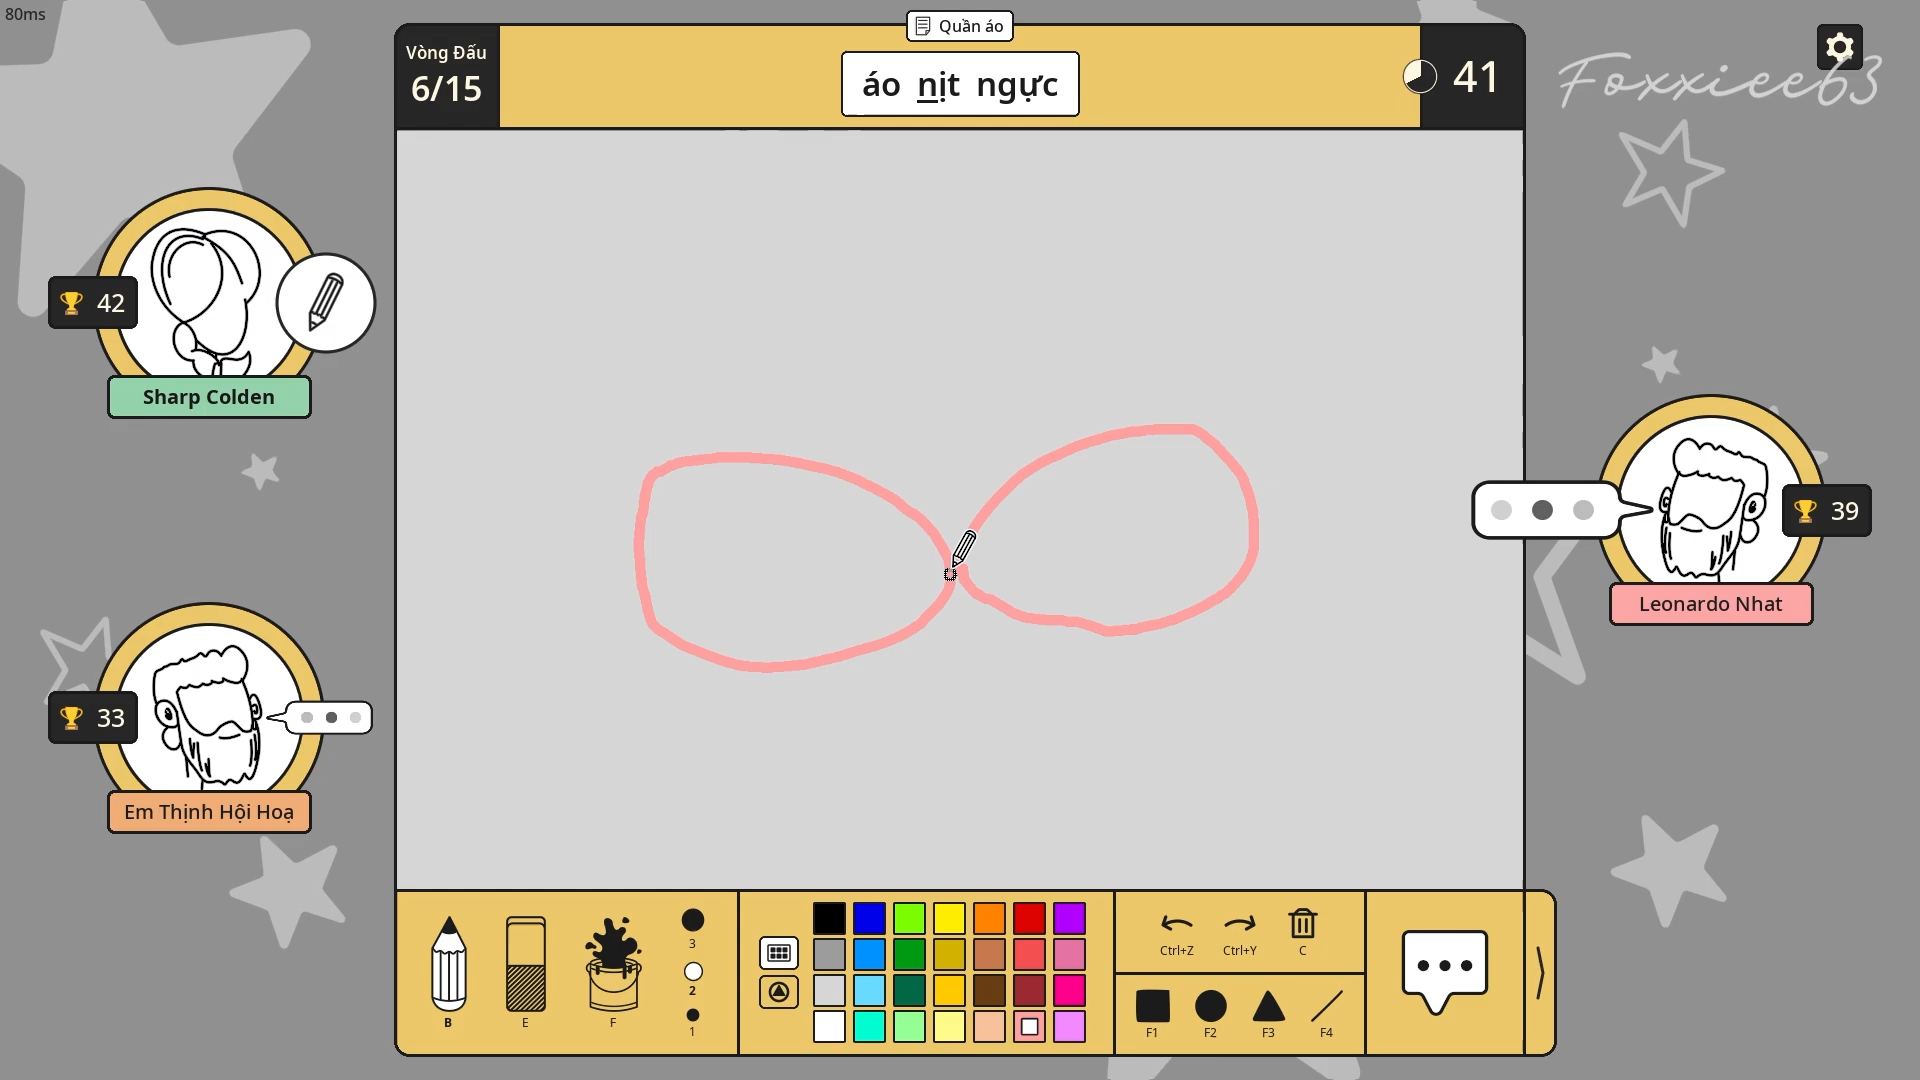 80ms
Quần áo
Vòng Đấu
6/15
áo nịt ngực
41
Foxxiee63
42
Sharp Colden
39
Leonardo Nhat
33
Em Thịnh Hội Hoạ
B
E
F
3
2
1
Ctrl+Z
Ctrl+Y
C
F1
F2
F3
F4